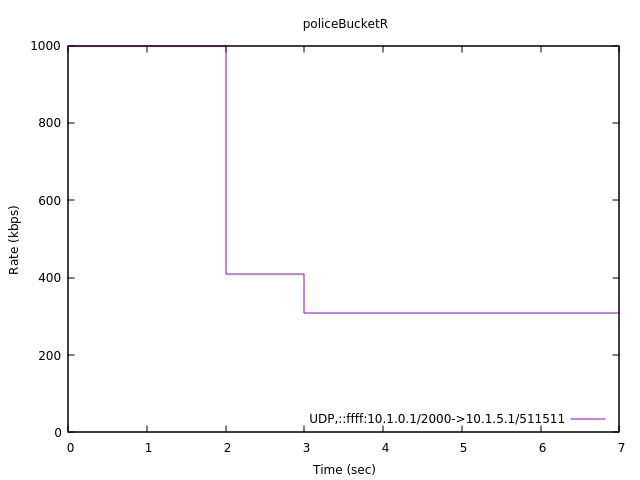 policeBucketR
1000
800
600
400
200
0
Rate (kbps)
UDP,::ffff:10.1.0.1/2000->10.1.5.1/511511
0 1 2 3 4 5 6 7
Time (sec)